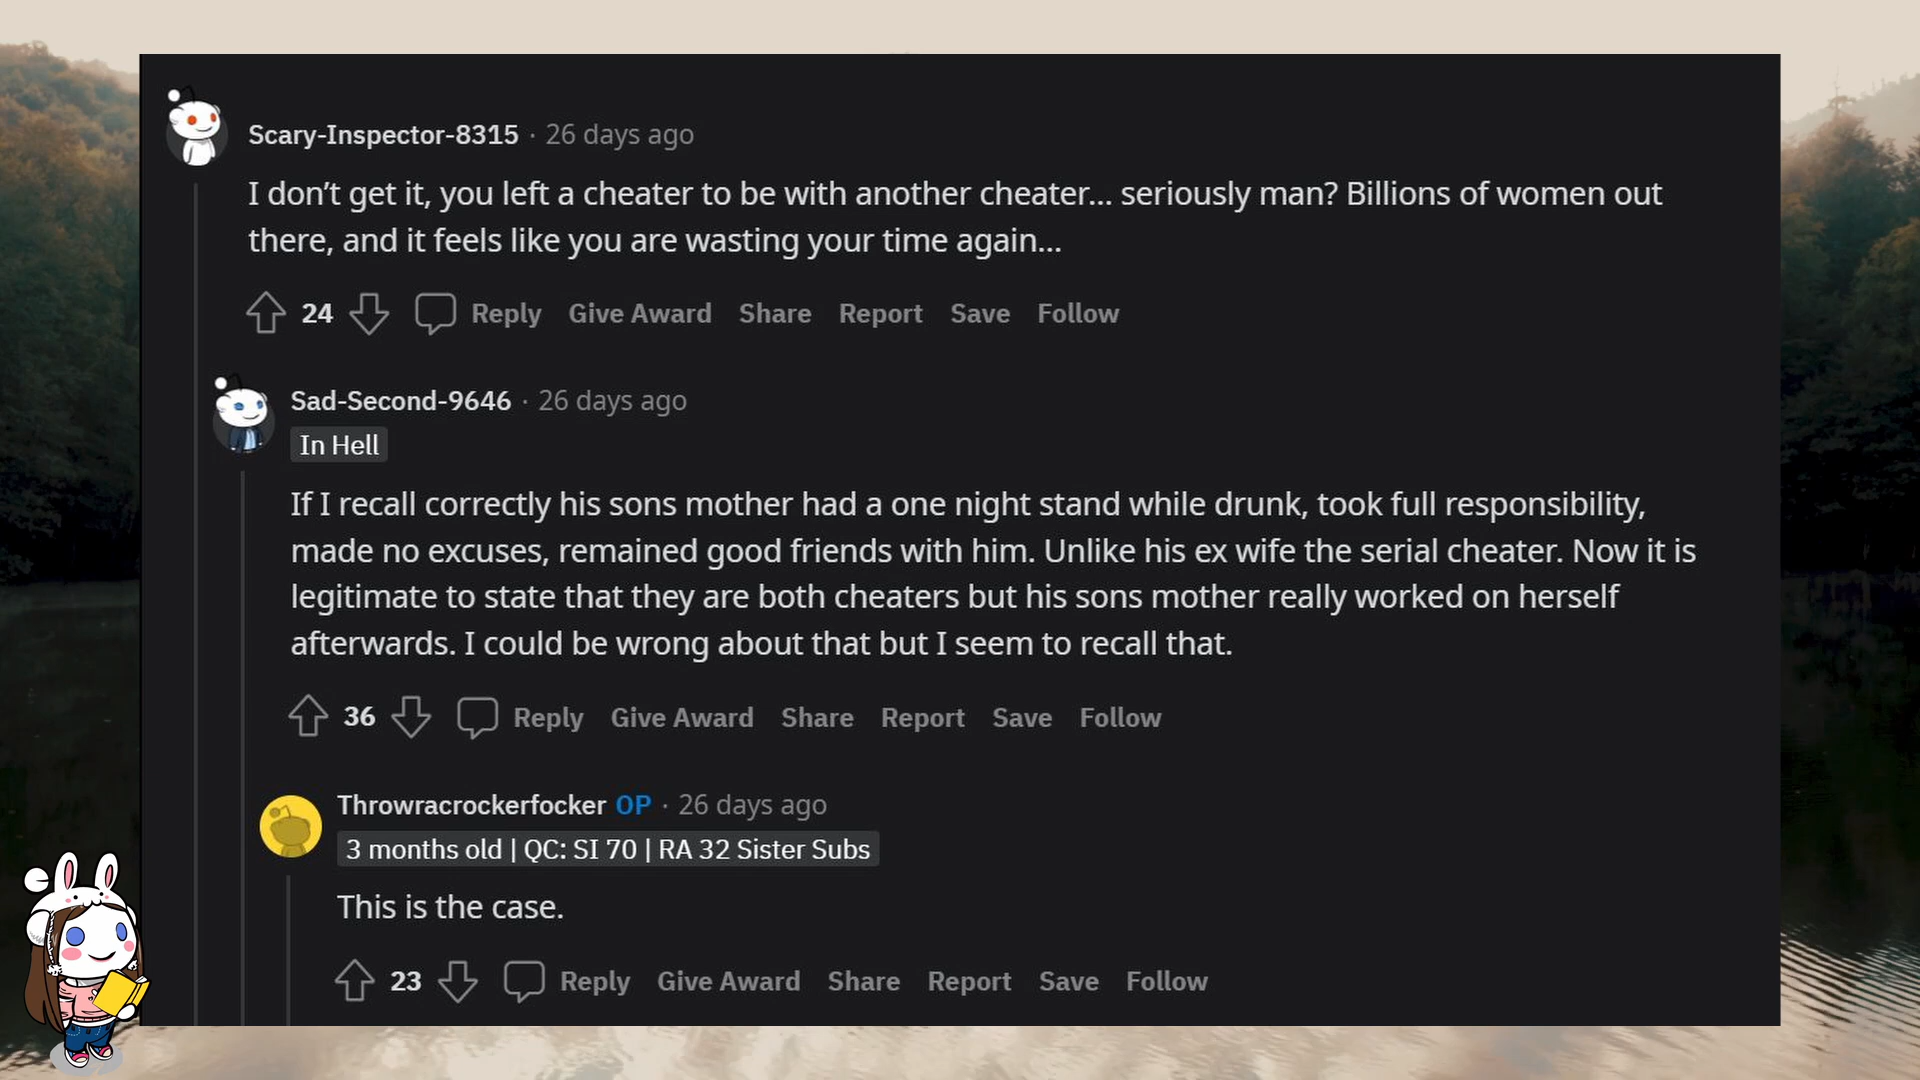 Scary-Inspector-8315 · 26 days ago
I don’t get it, you left a cheater to be with another cheater... seriously man? Billions of women out
there, and it feels like you are wasting your time again...
24 Reply Give Award Share Report Save Follow
Sad-Second-9646 · 26 days ago
In Hell
If I recall correctly his sons mother had a one night stand while drunk, took full responsibility,
made no excuses, remained good friends with him. Unlike his ex wife the serial cheater. Now it is
legitimate to state that they are both cheaters but his sons mother really worked on herself
afterwards. I could be wrong about that but I seem to recall that.
36 Reply Give Award Share Report Save Follow
Throwracrockerfocker OP · 26 days ago
3 months old | QC: SI 70 | RA 32 Sister Subs
This is the case.
23 Reply Give Award Share Report Save Follow